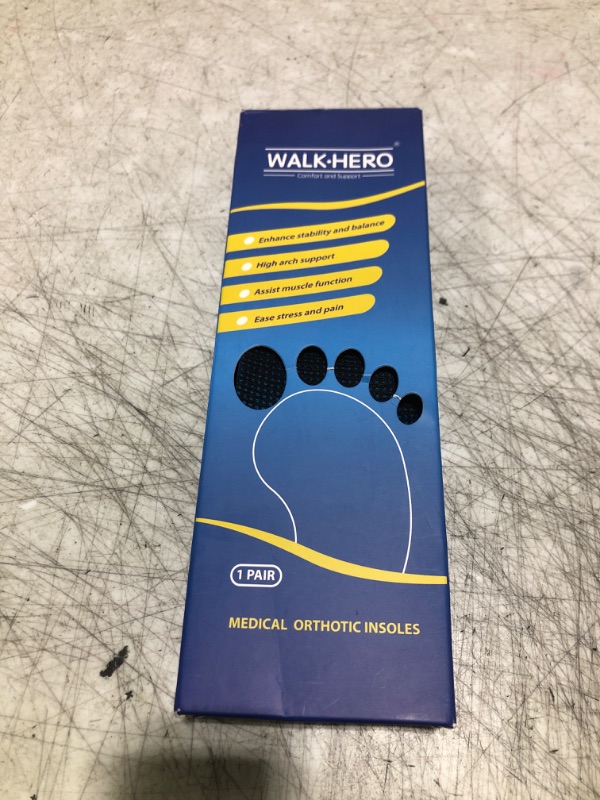 WALK·HERO®
Comfort and Support
Enhance stability and balance
High arch support
Assist muscle function
Ease stress and pain
1 PAIR
MEDICAL ORTHOTIC INSOLES